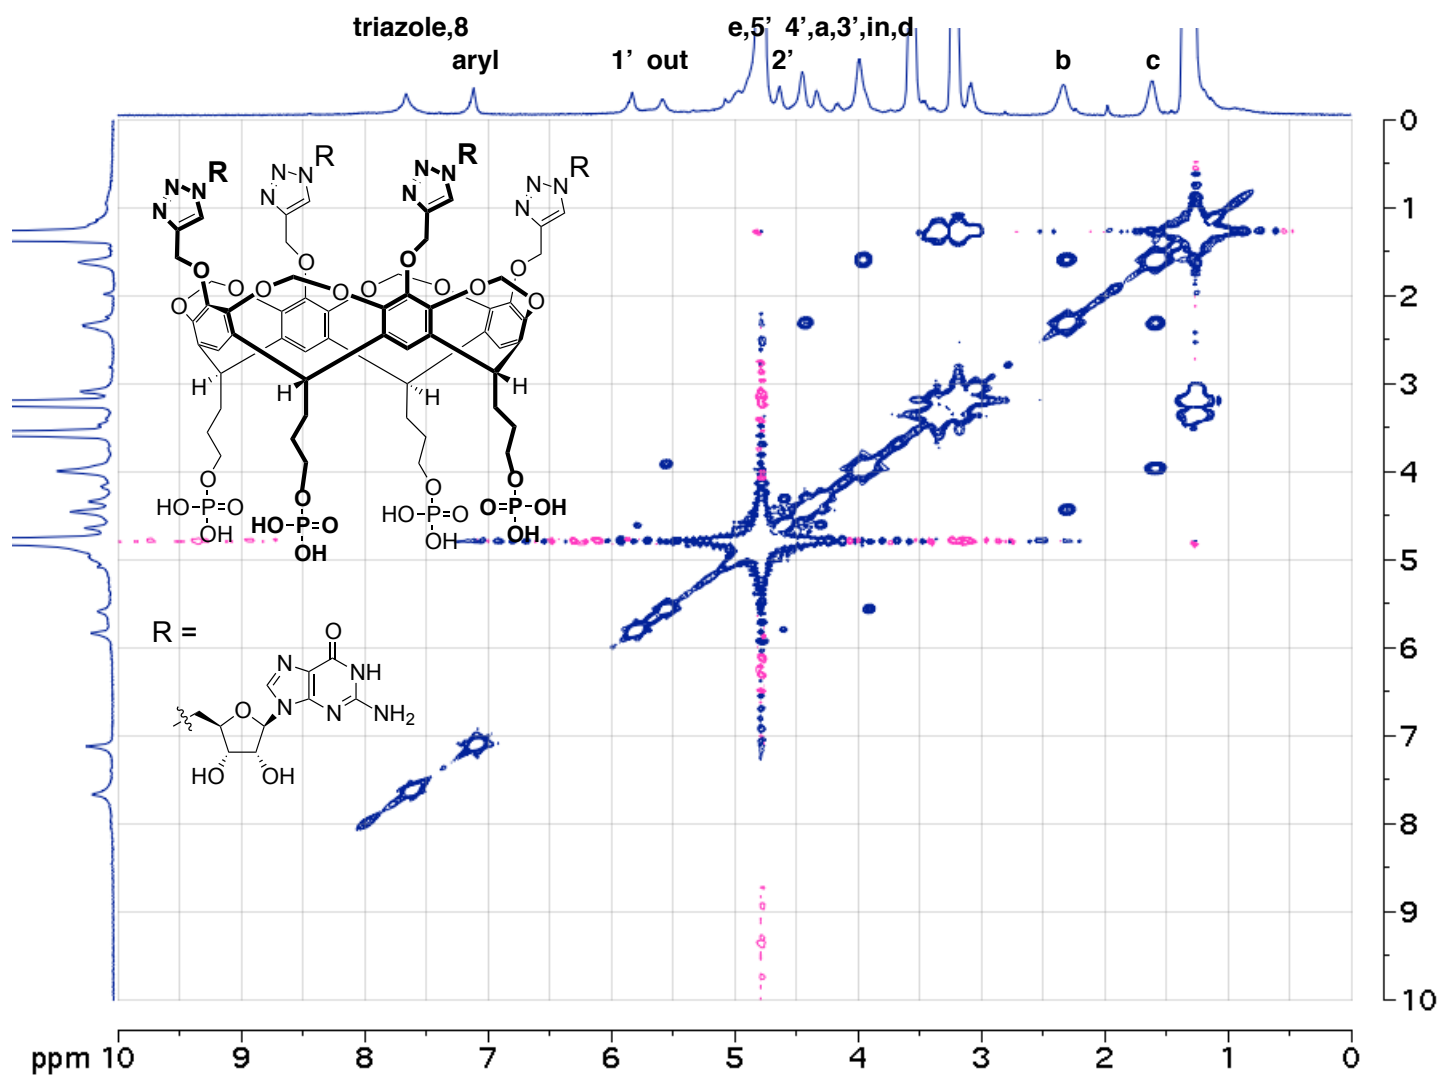 triazole,8
e,5' 4',a,3',in,d
aryl
1' out
2'
b
c
R
R
R
R
N
N
N
N
N
N
N
N
N
N
N
N
O
O
O
O
O
O
O
O
O
O
O
O
H
H
H
H
O
O
O
O
HO-P=O
OH
HO-P=O
OH
HO-P=O
OH
O=P-OH
OH
R =
O
N
NH
O
N
N
NH2
HO
OH
0
1
2
3
4
5
6
7
8
9
10
ppm 10 9 8 7 6 5 4 3 2 1 0